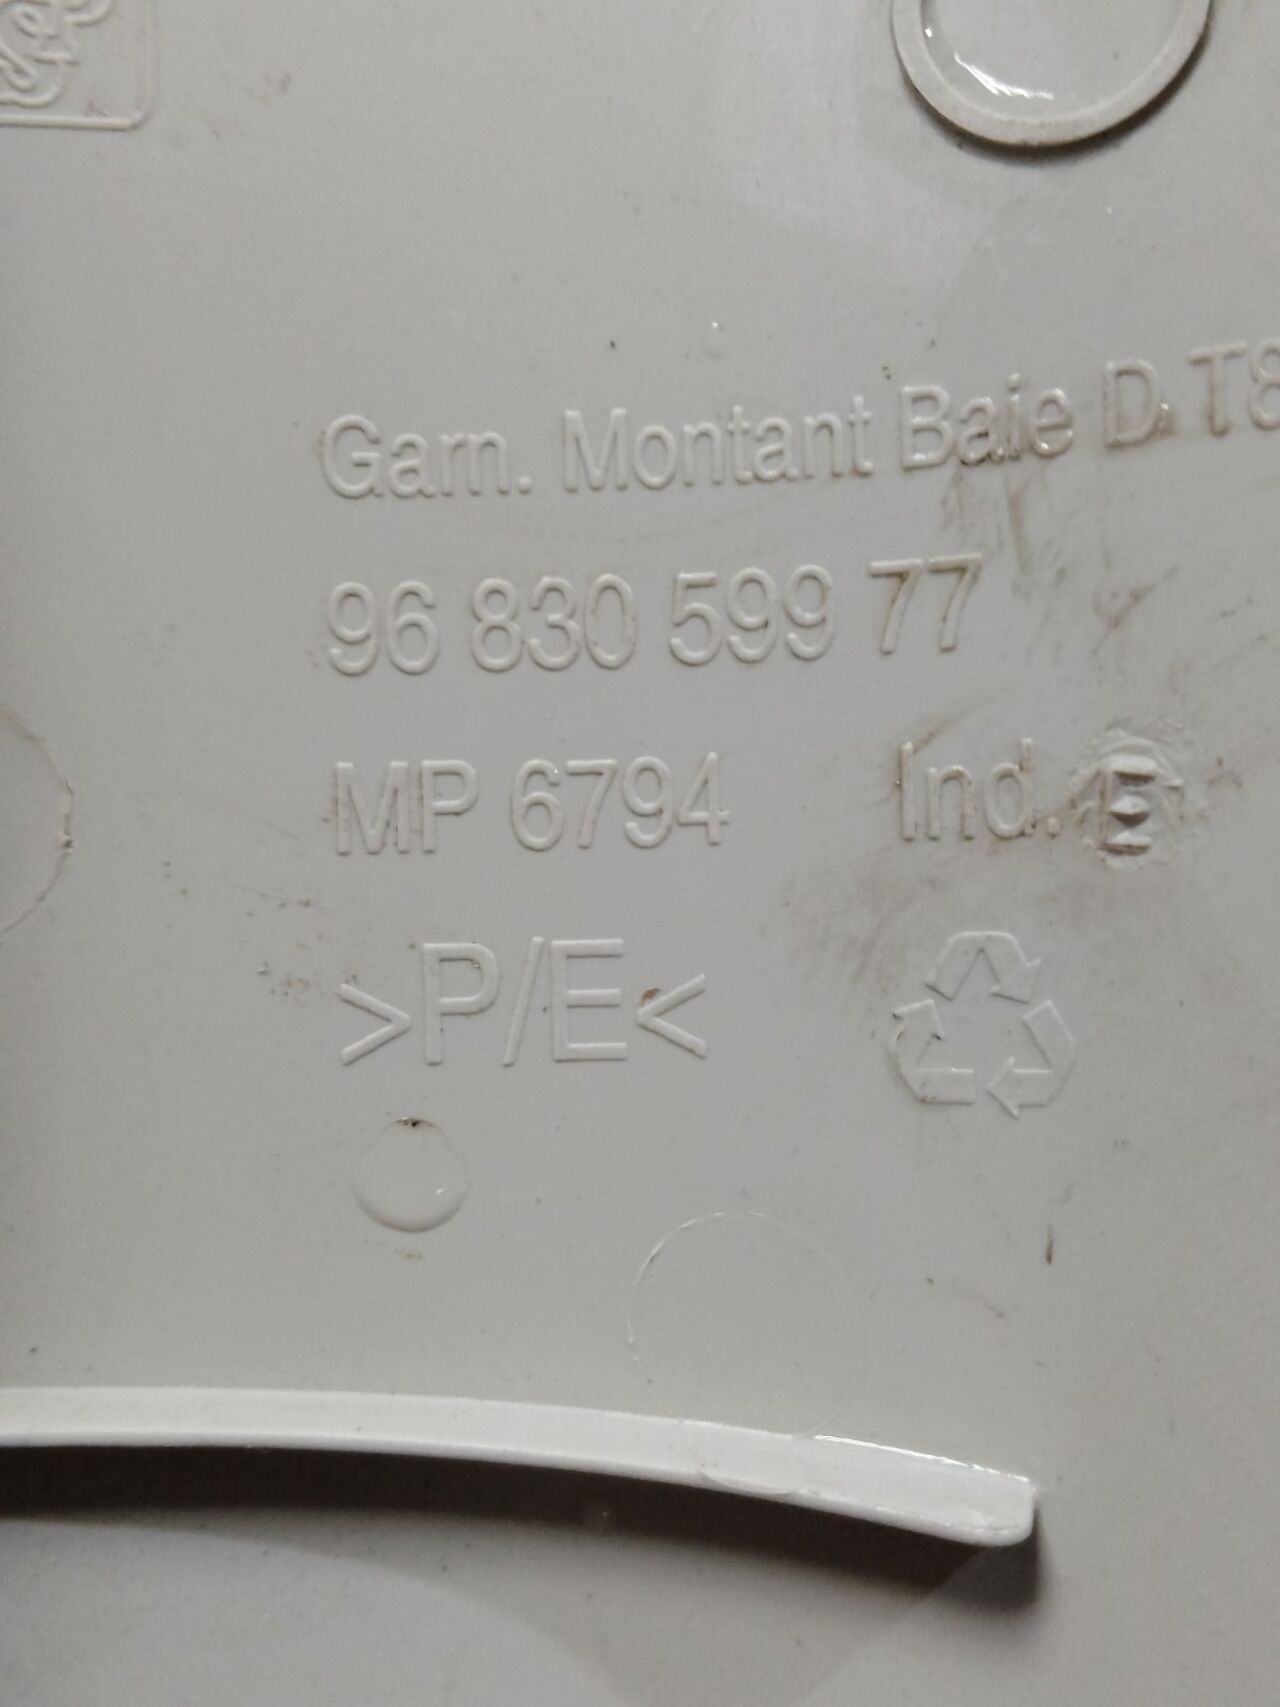 Garn. Montant Baie D. T8
96 830 599 77
MP 6794 Ind. E
>P/E<